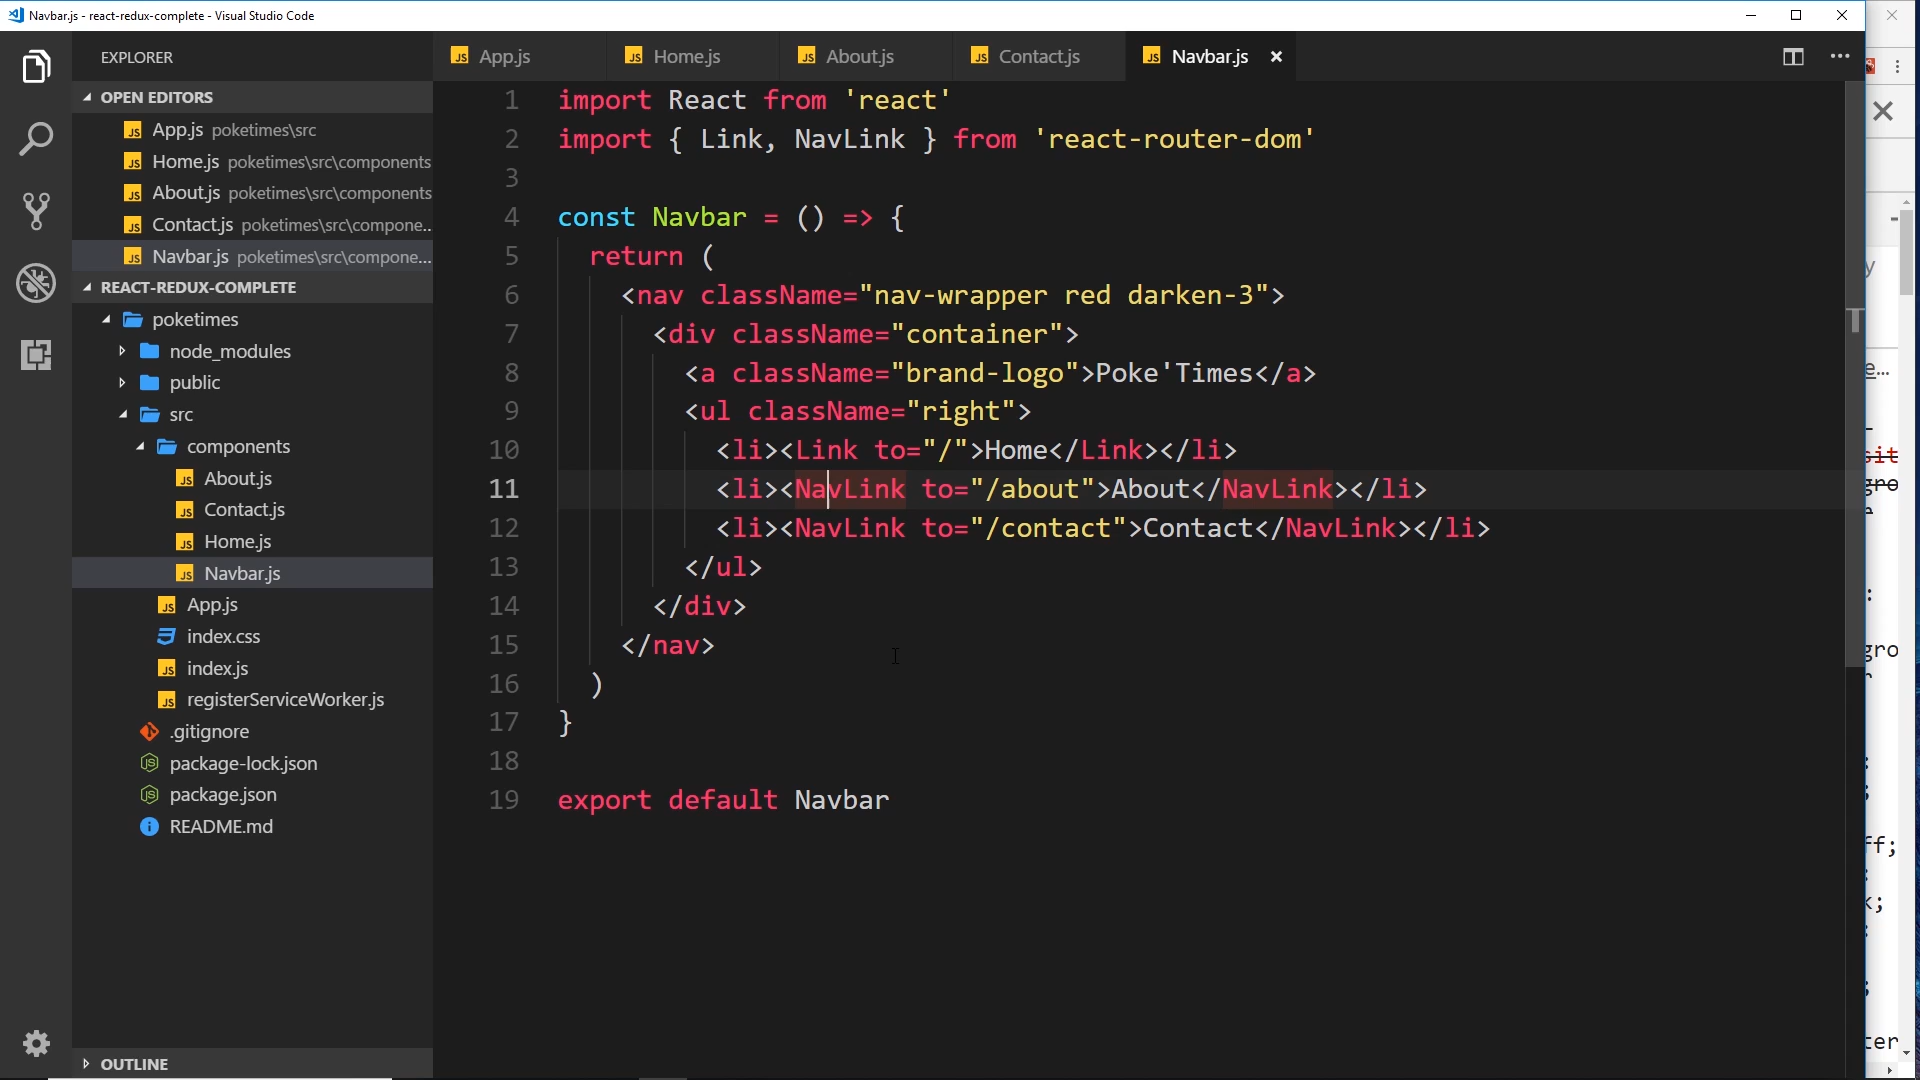 Navbar.js - react-redux-complete - Visual Studio Code
EXPLORER
OPEN EDITORS
App.js poketimes\src
Home.js poketimes\src\components
About.js poketimes\src\components
Contact.js poketimes\src\compone...
Navbar.js poketimes\src\compone...
REACT-REDUX-COMPLETE
poketimes
node_modules
public
src
components
About.js
Contact.js
Home.js
Navbar.js
App.js
index.css
index.js
registerServiceWorker.js
.gitignore
package-lock.json
package.json
README.md
OUTLINE
App.js
Home.js
About.js
Contact.js
Navbar.js
1 import React from 'react'
2 import { Link, NavLink } from 'react-router-dom'
3
4 const Navbar = () => {
5 return (
6 <nav className="nav-wrapper red darken-3">
7 <div className="container">
8 <a className="brand-logo">Poke'Times</a>
9 <ul className="right">
10 <li><Link to="/">Home</Link></li>
11 <li><NavLink to="/about">About</NavLink></li>
12 <li><NavLink to="/contact">Contact</NavLink></li>
13 </ul>
14 </div>
15 </nav>
16 )
17 }
18
19 export default Navbar